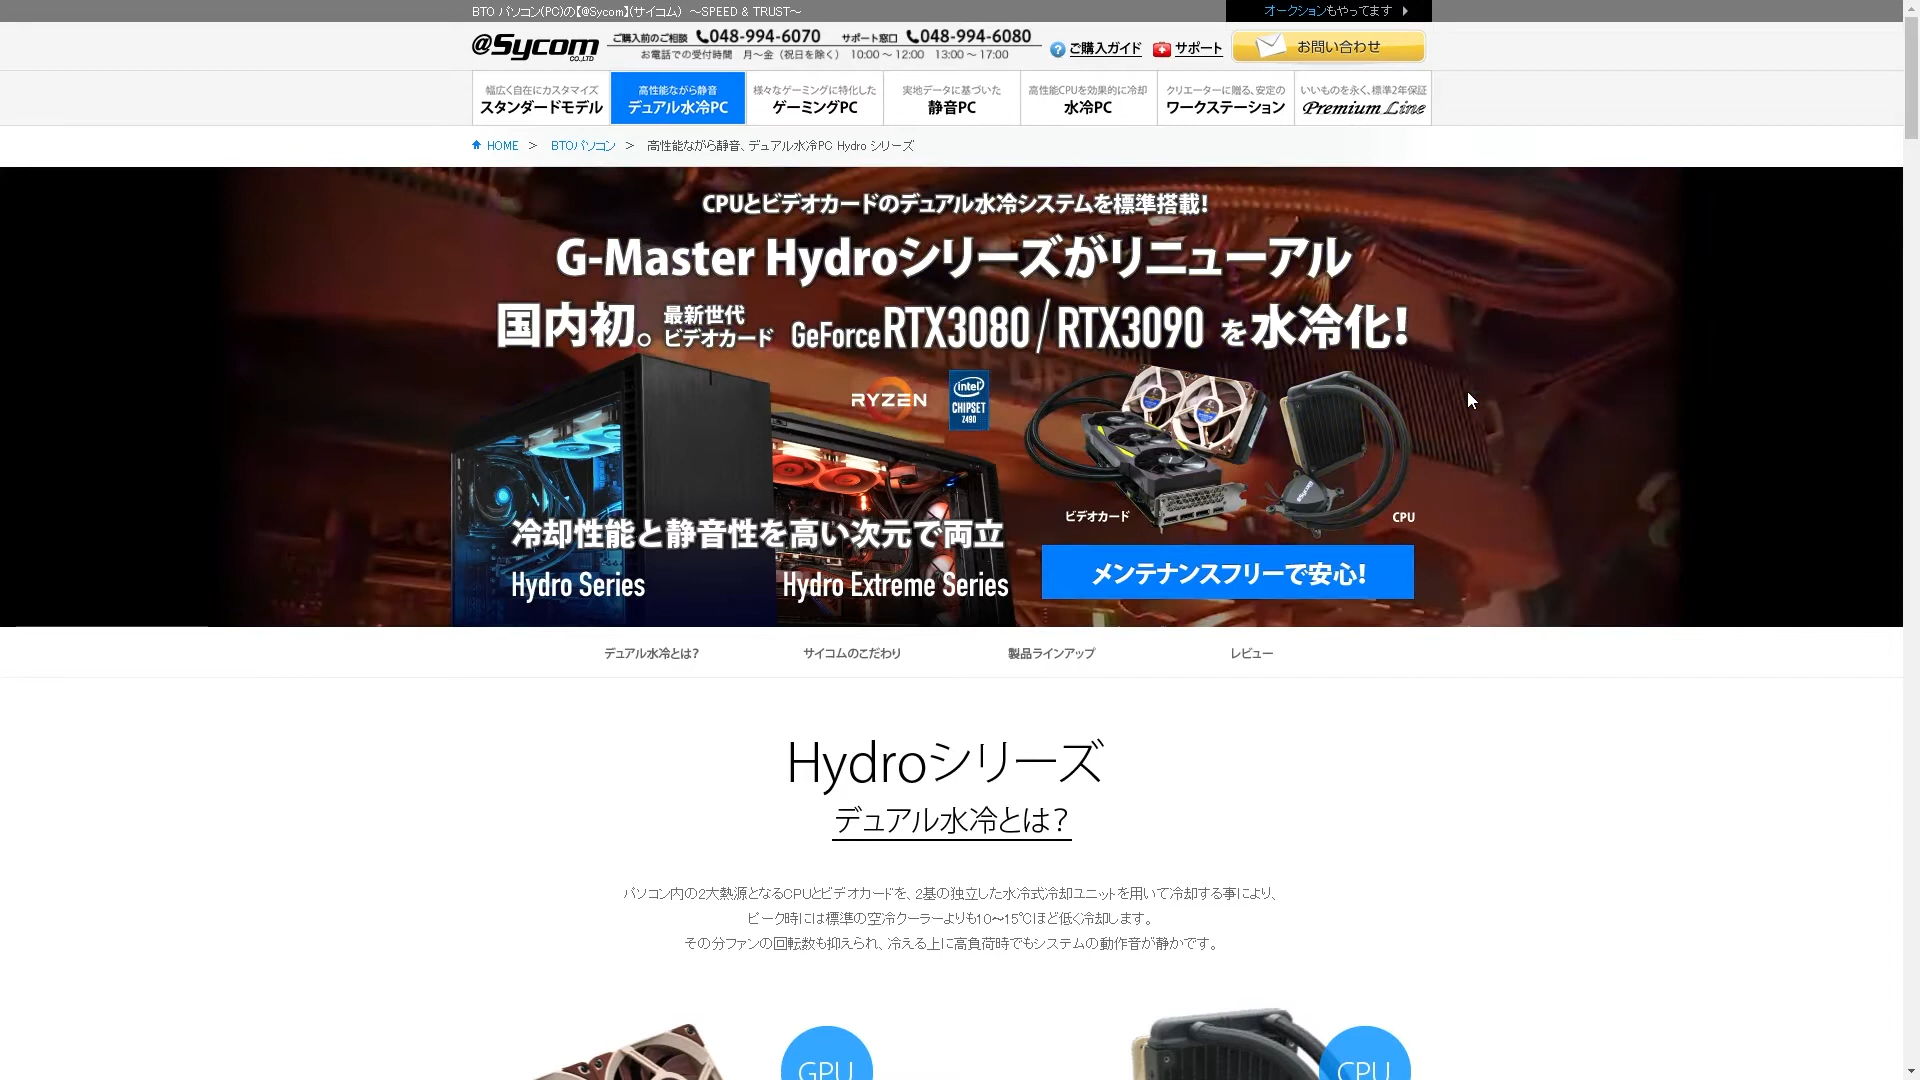 BTO パソコン(PC)の【@Sycom】(サイコム) ～SPEED & TRUST～
オークションもやってます
@Sycom CO.,LTD
ご購入前のご相談 048-994-6070 サポート窓口 048-994-6080
お電話での受付時間 月～金（祝日を除く） 10:00 ～ 12:00 13:00 ～ 17:00
ご購入ガイド
サポート
お問い合わせ
幅広く自在にカスタマイズ
スタンダードモデル
高性能ながら静音
デュアル水冷PC
様々なゲーミングに特化した
ゲーミングPC
実地データに基づいた
静音PC
高性能CPUを効果的に冷却
水冷PC
クリエーターに贈る、安定の
ワークステーション
いいものを永く、標準2年保証
Premium Line
HOME > BTOパソコン > 高性能ながら静音、デュアル水冷PC Hydro シリーズ
CPUとビデオカードのデュアル水冷システムを標準搭載!
G-Master Hydroシリーズがリニューアル
国内初。最新世代ビデオカード GeForce RTX3080/RTX3090 を水冷化!
RYZEN
intel
CHIPSET
Z490
ビデオカード
CPU
冷却性能と静音性を高い次元で両立
Hydro Series
Hydro Extreme Series
メンテナンスフリーで安心!
デュアル水冷とは?
サイコムのこだわり
製品ラインアップ
レビュー
Hydroシリーズ
デュアル水冷とは?
パソコン内の2大熱源となるCPUとビデオカードを、2基の独立した水冷式冷却ユニットを用いて冷却する事により、
ピーク時には標準の空冷クーラーよりも10～15℃ほど低く冷却します。
その分ファンの回転数も抑えられ、冷える上に高負荷時でもシステムの動作音が静かです。
GPU
CPU